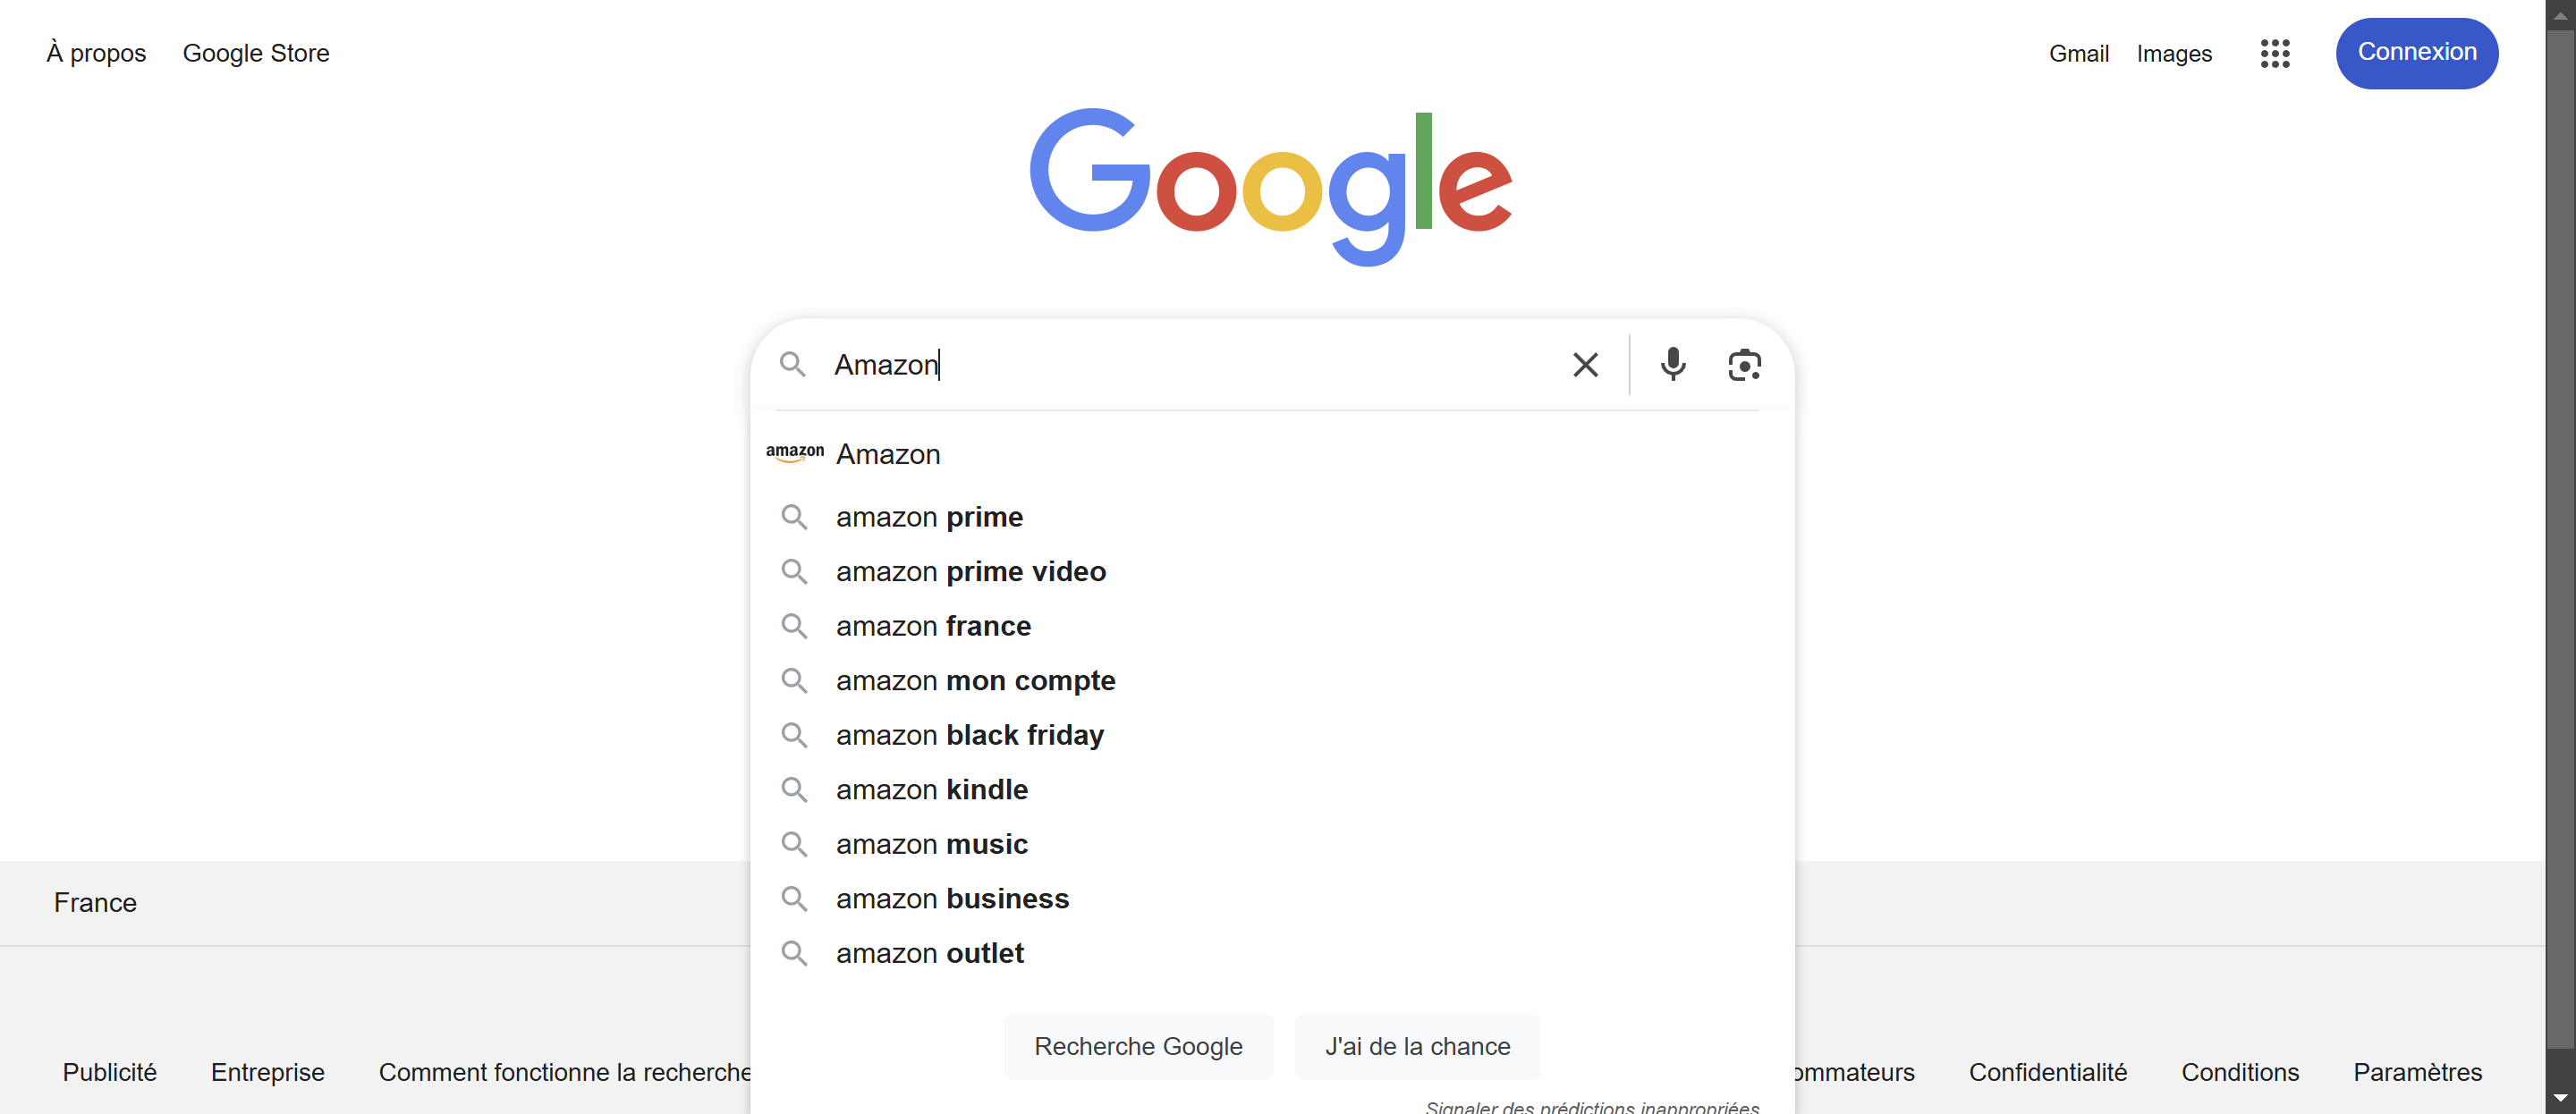 À propos Google Store Gmail Images Connexion
Google
Amazon
amazon Amazon
amazon prime
amazon prime video
amazon france
amazon mon compte
amazon black friday
amazon kindle
amazon music
amazon business
amazon outlet
France
Recherche Google J'ai de la chance
Publicité Entreprise Comment fonctionne la recherche ommateurs Confidentialité Conditions Paramètres
Signaler des prédictions inappropriées